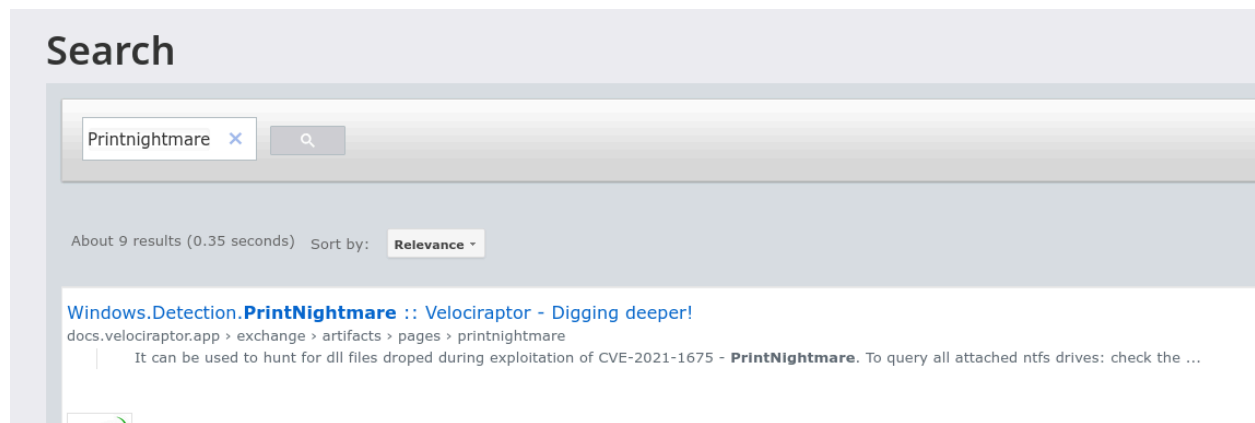 Search
Printnightmare ✕
About 9 results (0.35 seconds) Sort by: Relevance
Windows.Detection.PrintNightmare :: Velociraptor - Digging deeper!
docs.velociraptor.app › exchange › artifacts › pages › printnightmare
It can be used to hunt for dll files droped during exploitation of CVE-2021-1675 - PrintNightmare. To query all attached ntfs drives: check the ...